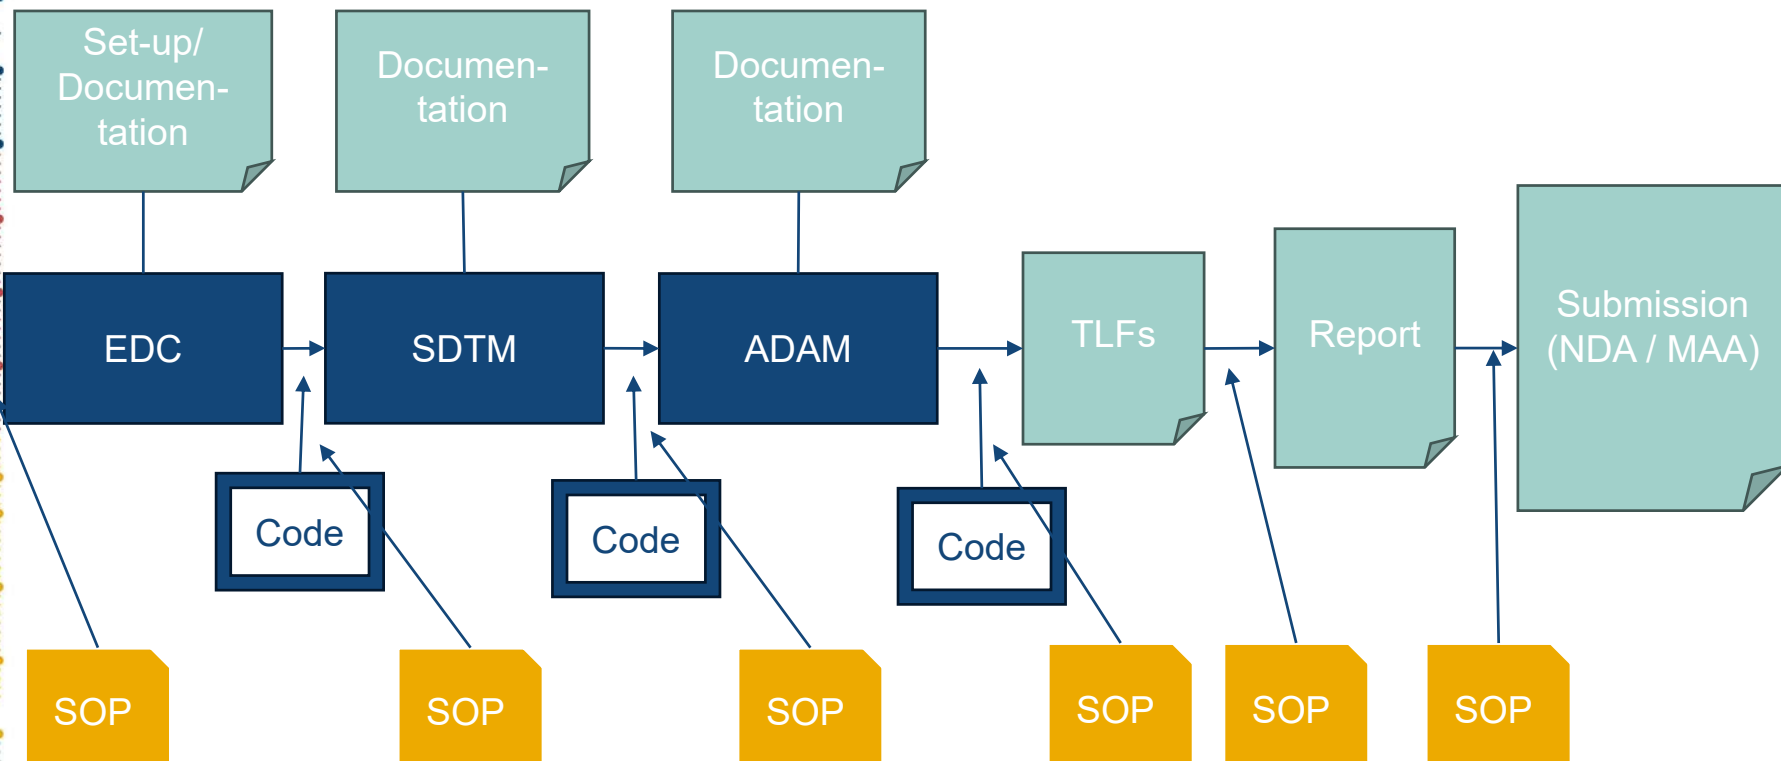 Set-up/
Documen-
tation
Documen-
tation
Documen-
tation
EDC
SDTM
ADAM
TLFs
Report
Submission
(NDA / MAA)
Code
Code
Code
SOP
SOP
SOP
SOP
SOP
SOP